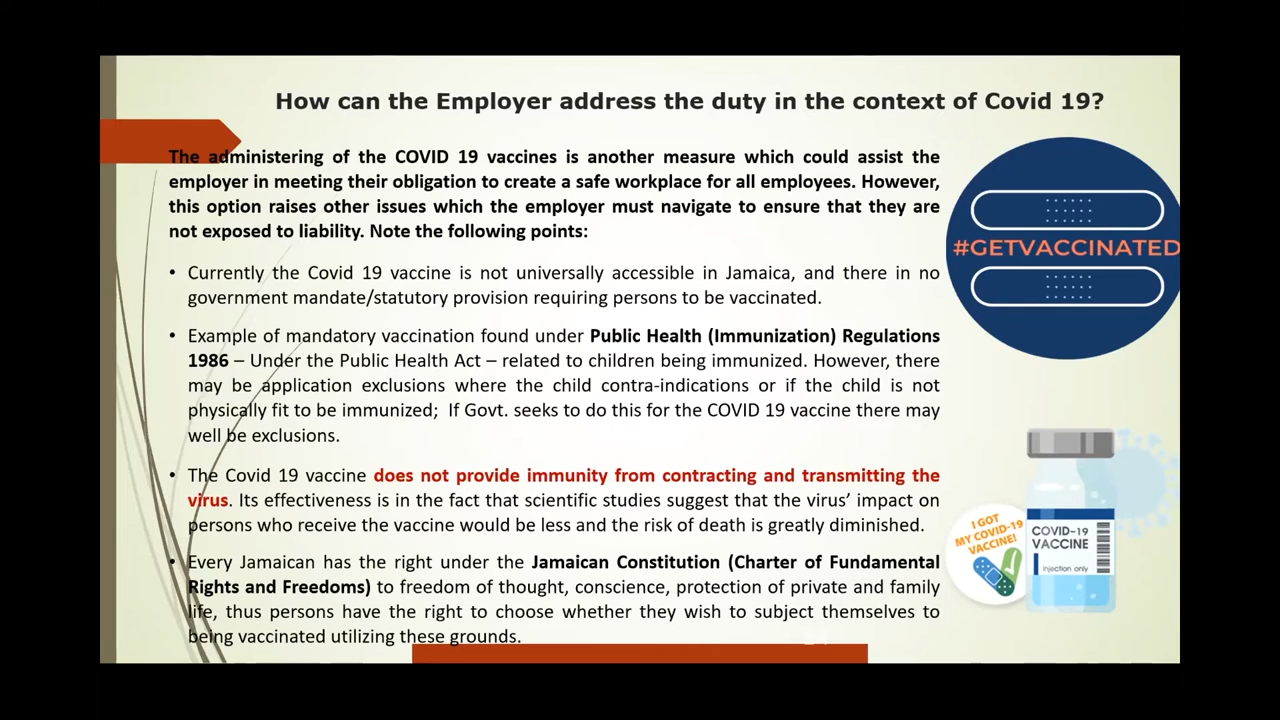 How can the Employer address the duty in the context of Covid 19?
The administering of the COVID 19 vaccines is another measure which could assist the
employer in meeting their obligation to create a safe workplace for all employees. However,
this option raises other issues which the employer must navigate to ensure that they are
not exposed to liability. Note the following points:
• Currently the Covid 19 vaccine is not universally accessible in Jamaica, and there in no
government mandate/statutory provision requiring persons to be vaccinated.
• Example of mandatory vaccination found under Public Health (Immunization) Regulations
1986 – Under the Public Health Act – related to children being immunized. However, there
may be application exclusions where the child contra-indications or if the child is not
physically fit to be immunized; If Govt. seeks to do this for the COVID 19 vaccine there may
well be exclusions.
• The Covid 19 vaccine does not provide immunity from contracting and transmitting the
virus. Its effectiveness is in the fact that scientific studies suggest that the virus’ impact on
persons who receive the vaccine would be less and the risk of death is greatly diminished.
• Every Jamaican has the right under the Jamaican Constitution (Charter of Fundamental
Rights and Freedoms) to freedom of thought, conscience, protection of private and family
life, thus persons have the right to choose whether they wish to subject themselves to
being vaccinated utilizing these grounds.
#GETVACCINATED
I GOT
MY COVID-19
VACCINE!
COVID-19
VACCINE
injection only